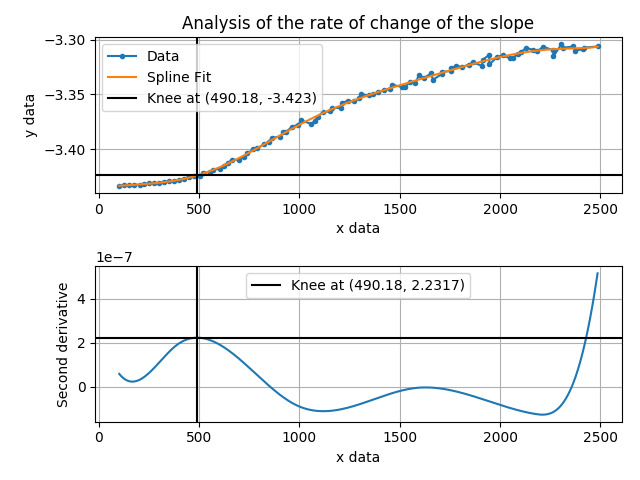 Analysis of the rate of change of the slope
−3.30
−3.35
−3.40
y data
Data
Spline Fit
Knee at (490.18, -3.423)
0 500 1000 1500 2000 2500
x data
1e−7
4
2
0
Second derivative
Knee at (490.18, 2.2317)
0 500 1000 1500 2000 2500
x data